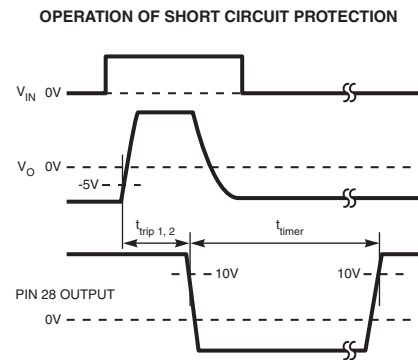 OPERATION OF SHORT CIRCUIT PROTECTION
VIN 0V
VO 0V
-5V
ttrip 1, 2
ttimer
10V
10V
PIN 28 OUTPUT
0V